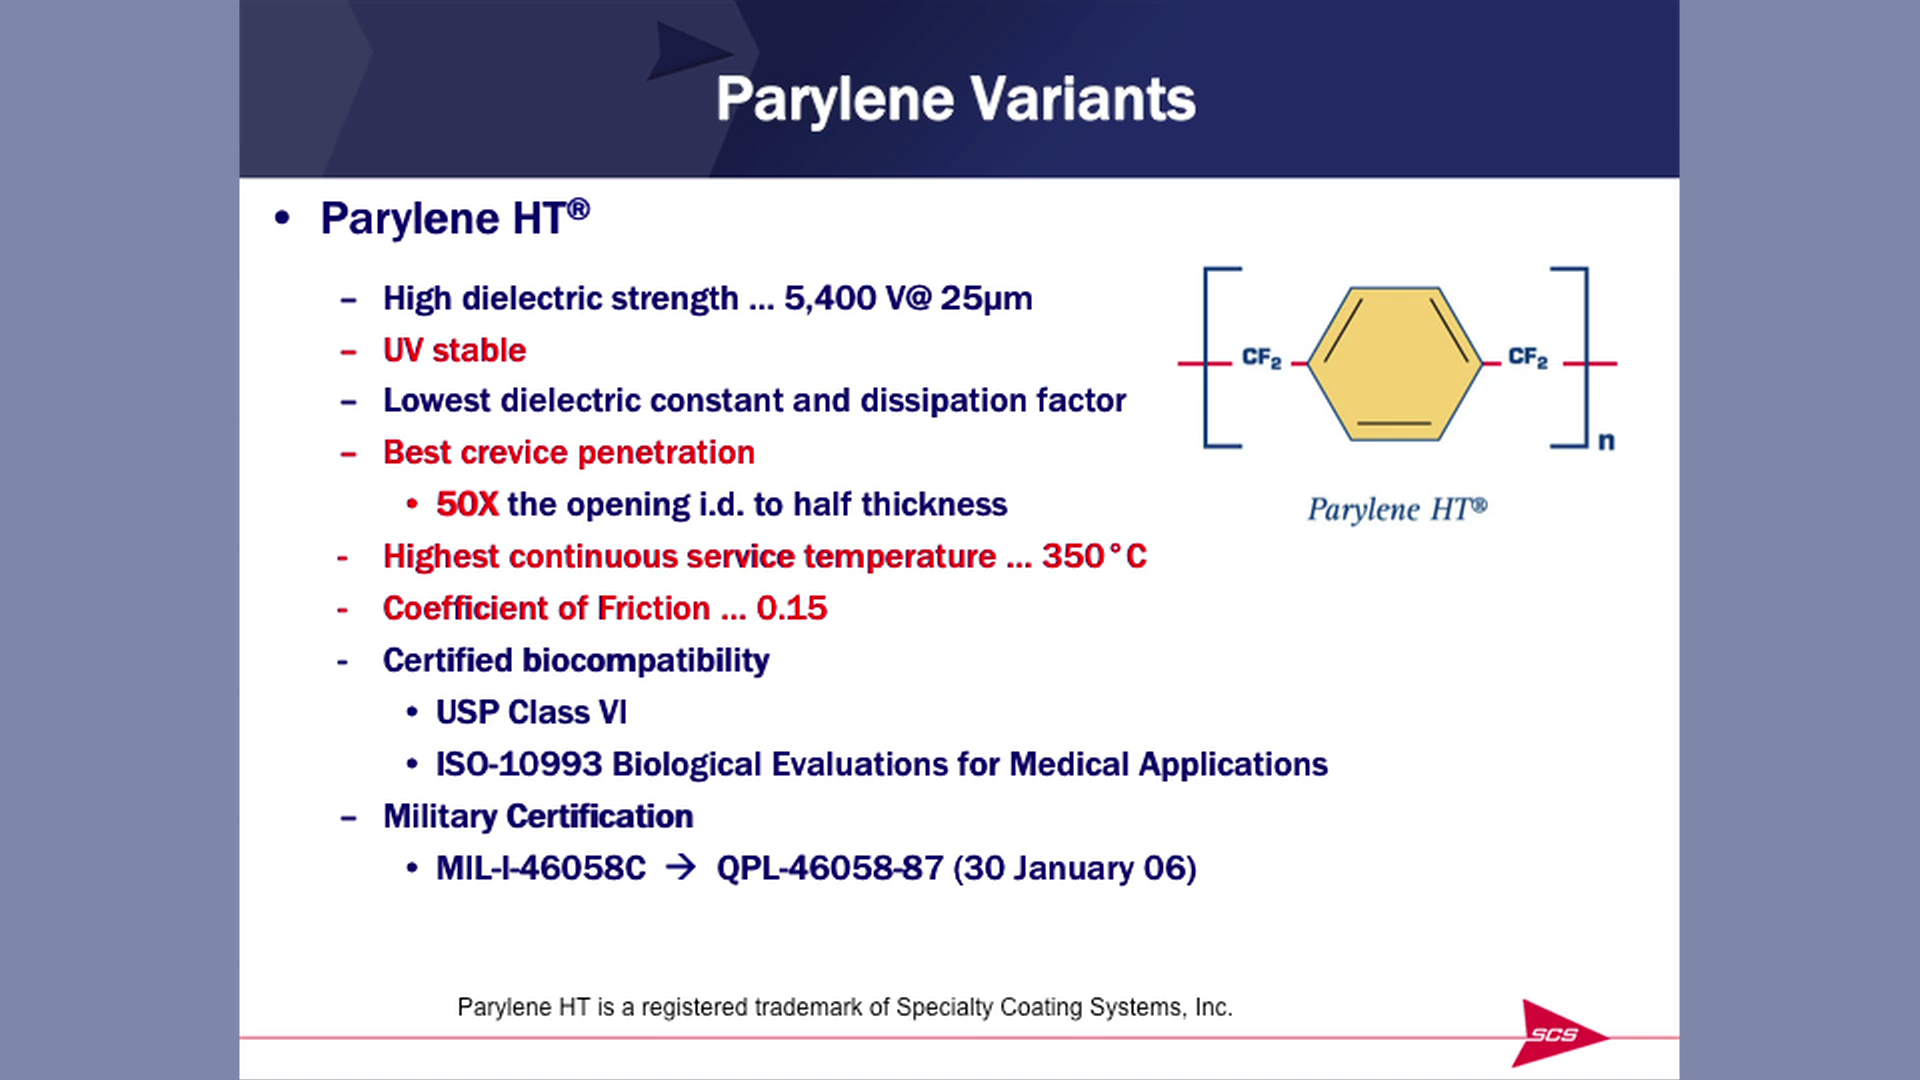 Parylene Variants
• Parylene HT®
– High dielectric strength ... 5,400 V@ 25µm
– UV stable
– Lowest dielectric constant and dissipation factor
– Best crevice penetration
• 50X the opening i.d. to half thickness
- Highest continuous service temperature ... 350°C
- Coefficient of Friction ... 0.15
- Certified biocompatibility
• USP Class VI
• ISO-10993 Biological Evaluations for Medical Applications
– Military Certification
• MIL-I-46058C → QPL-46058-87 (30 January 06)
CF₂ CF₂
n
Parylene HT®
Parylene HT is a registered trademark of Specialty Coating Systems, Inc.
SCS